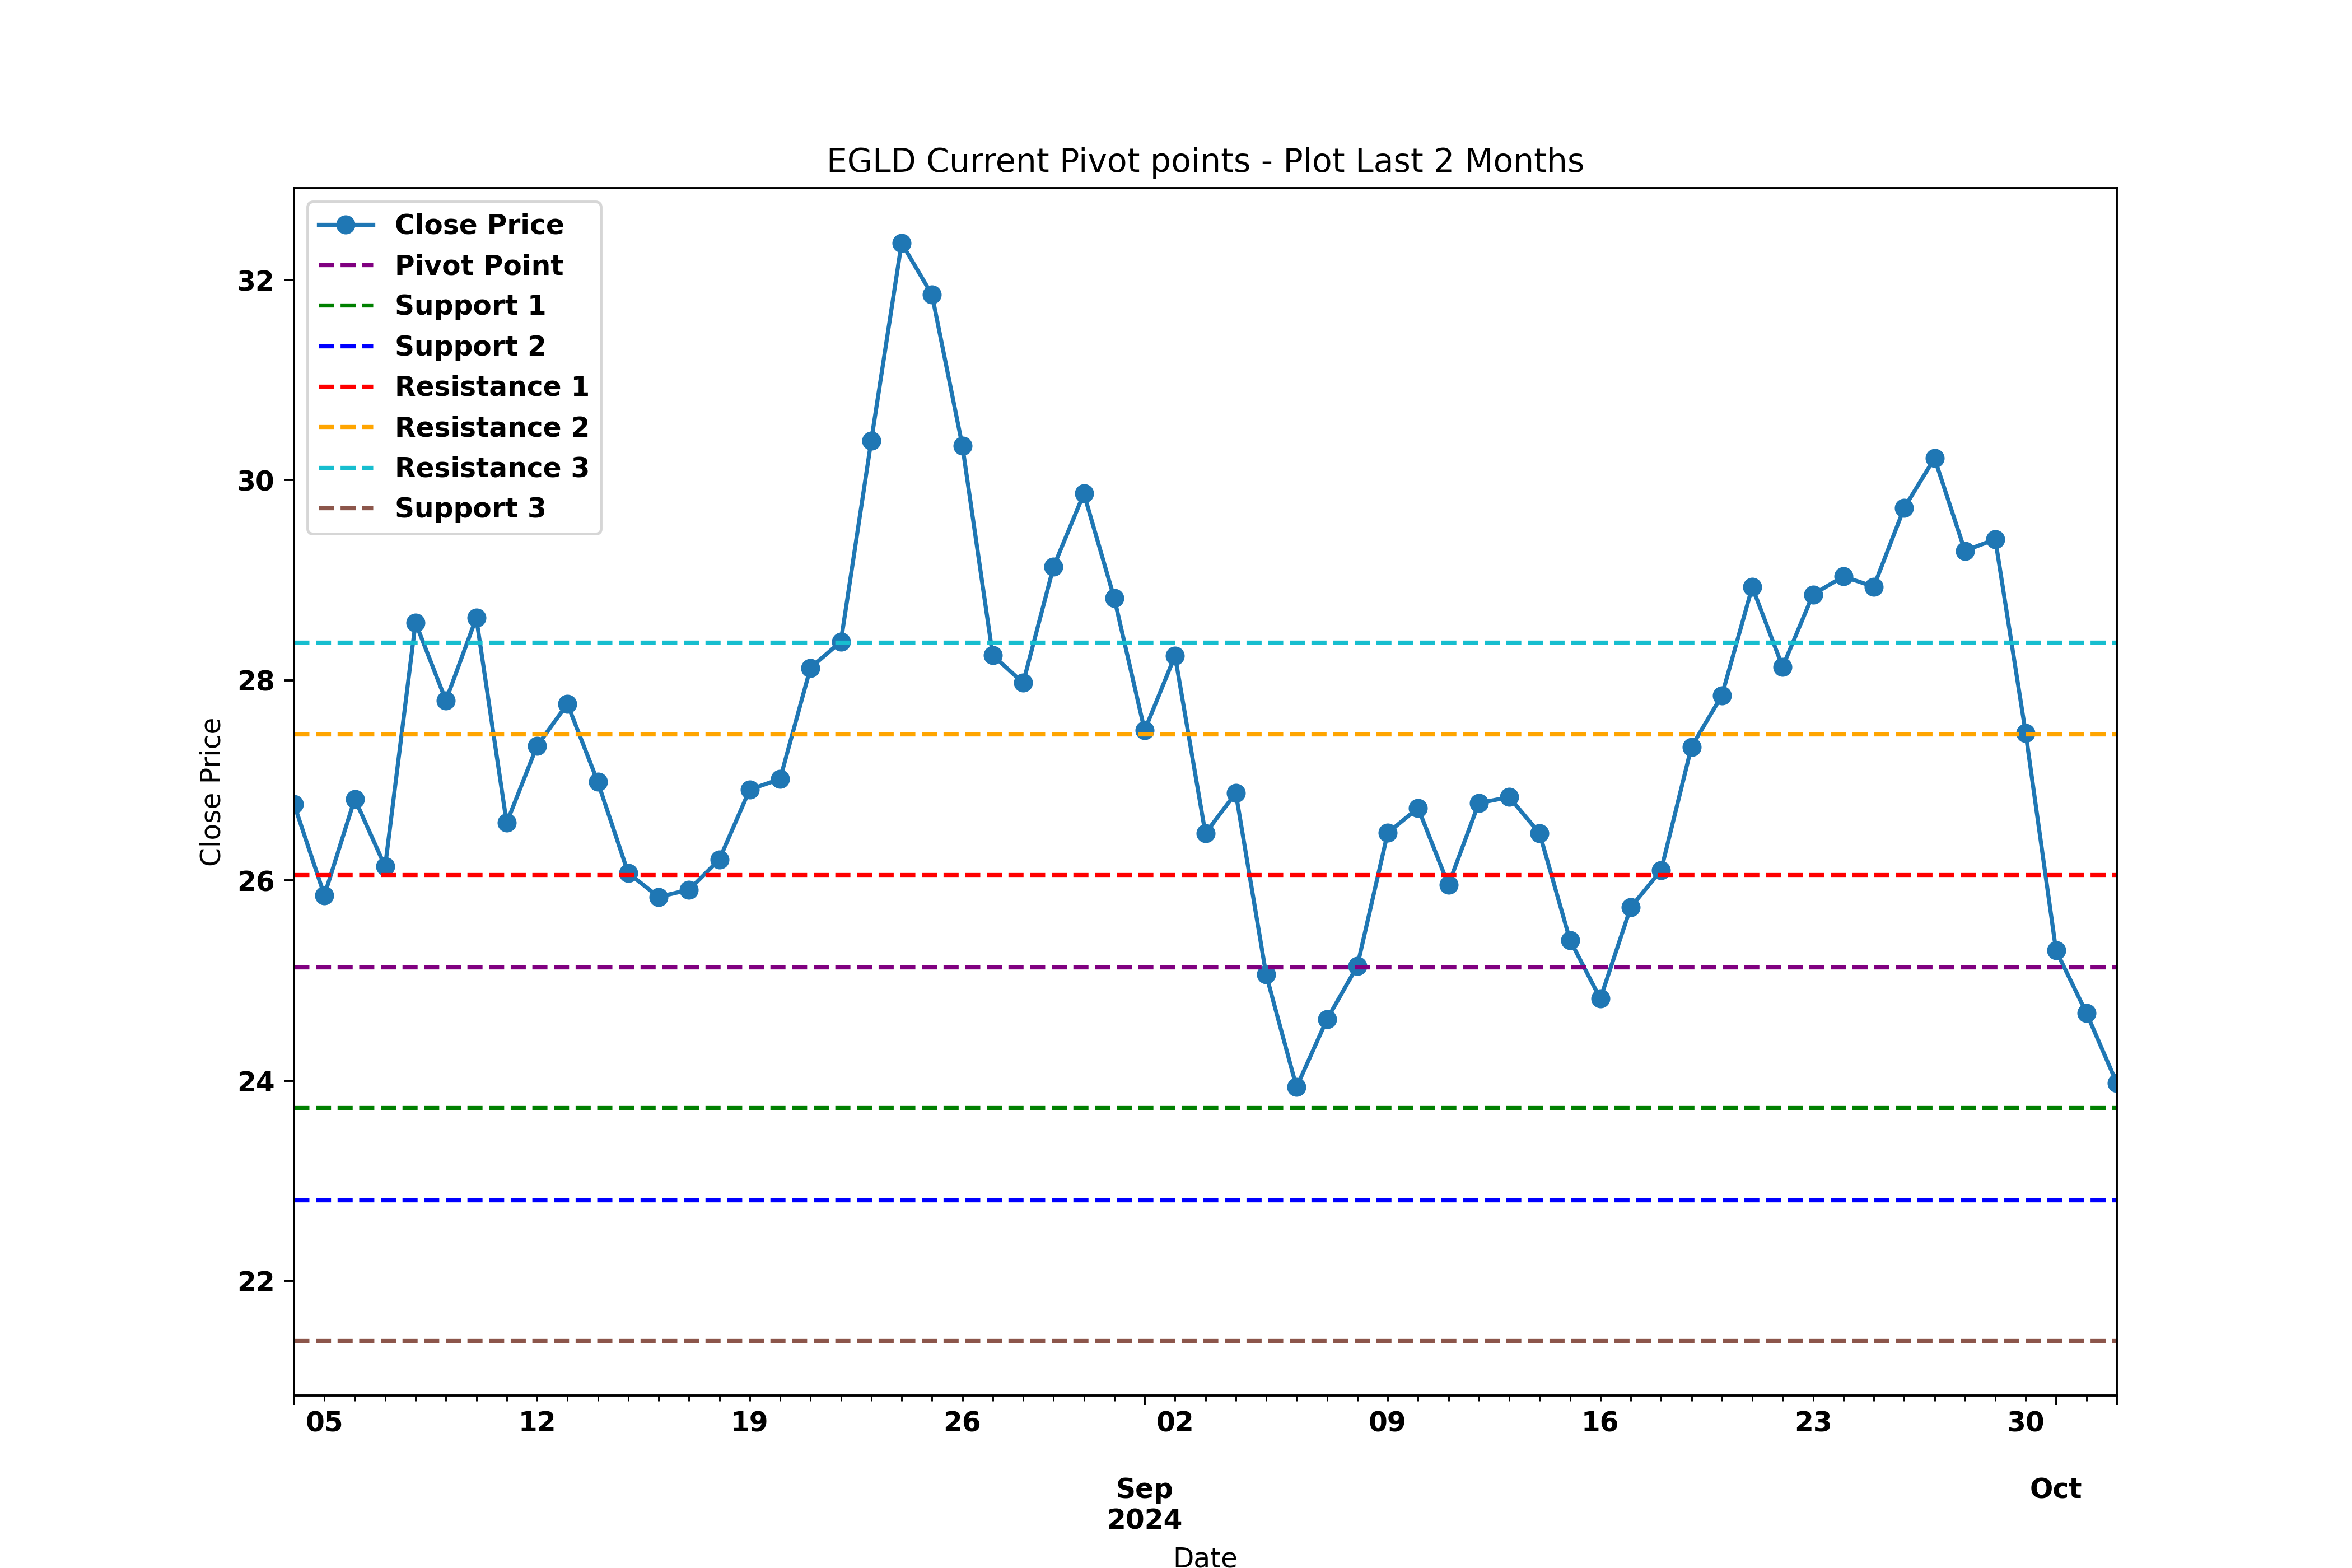 EGLD Current Pivot points - Plot Last 2 Months
Close Price
Pivot Point
Support 1
Support 2
Resistance 1
Resistance 2
Resistance 3
Support 3
32
30
28
26
24
22
Close Price
05 12 19 26 02 09 16 23 30
Sep Oct
2024
Date